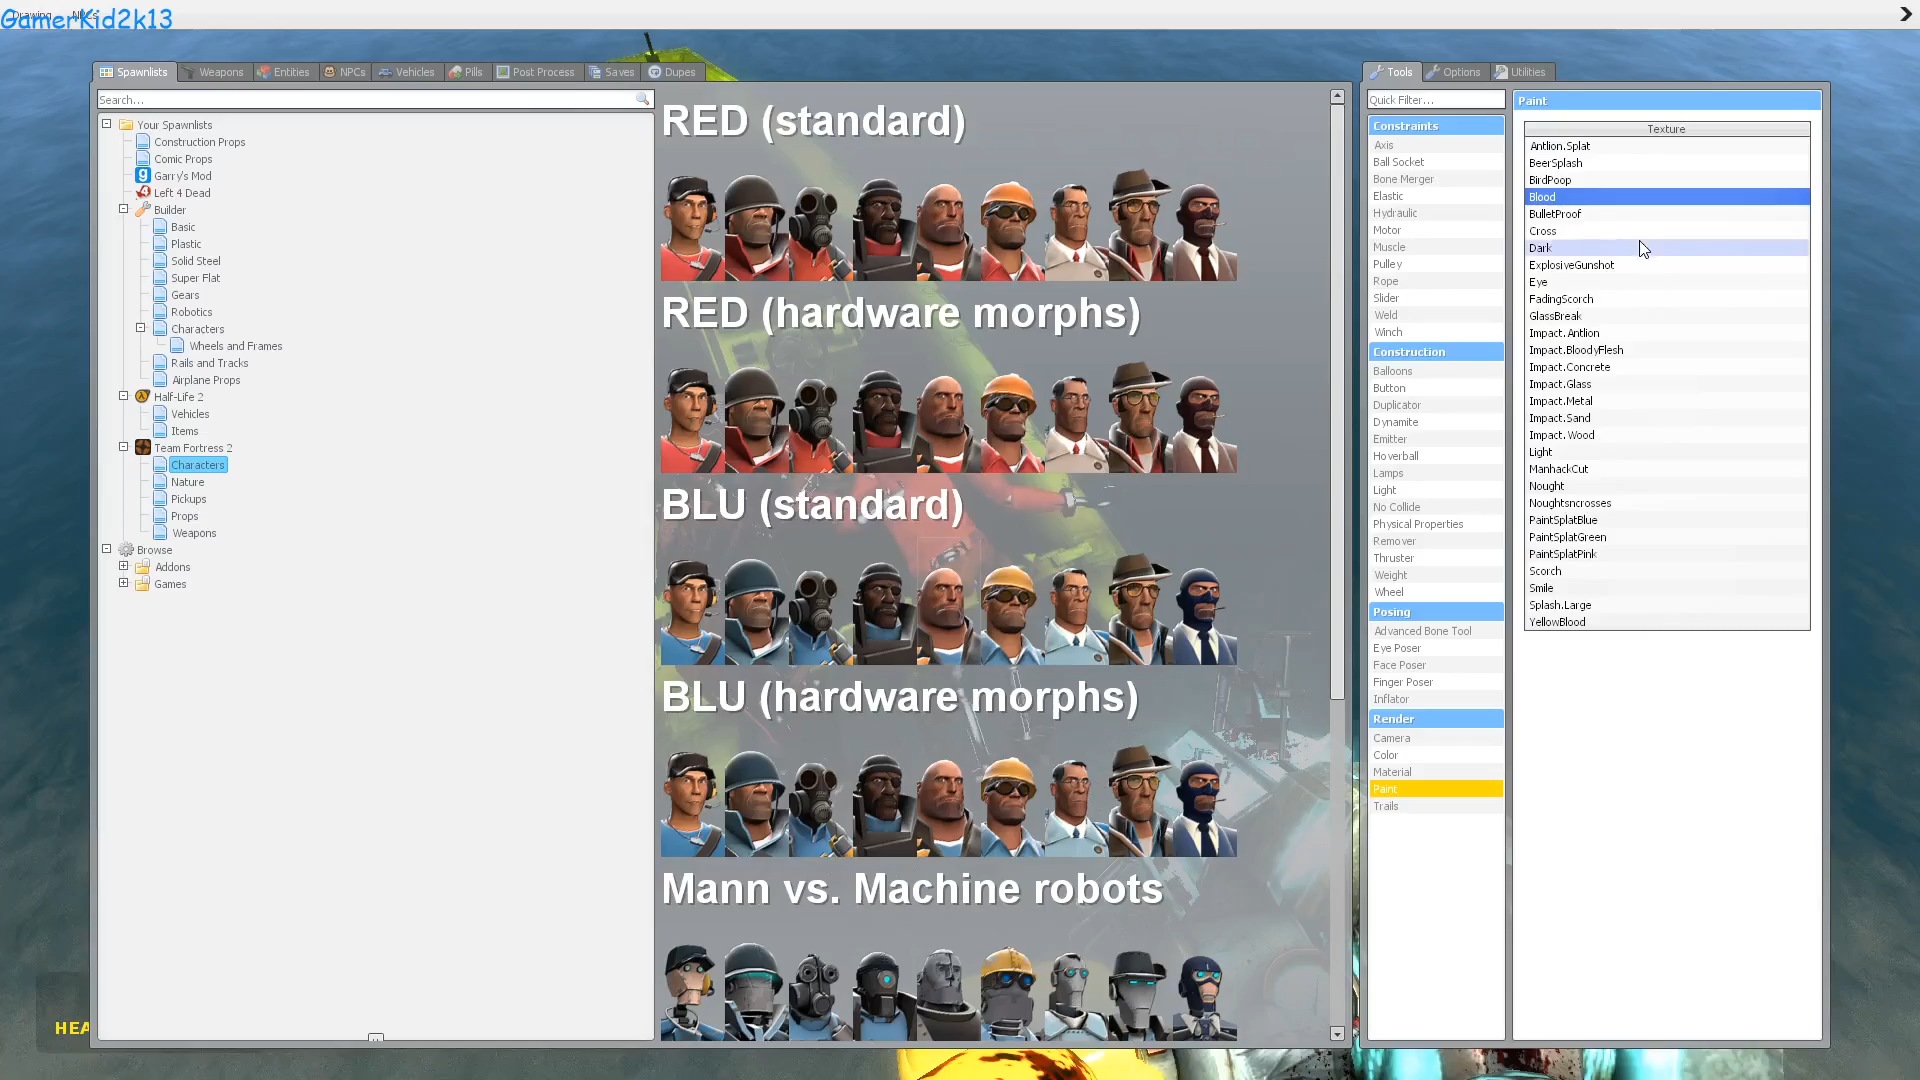 Drawing NPCs
GamerKid2k13
Spawnlists Weapons Entities NPCs Vehicles Pills Post Process Saves Dupes
Search...
Your Spawnlists
Construction Props
Comic Props
Garry's Mod
Left 4 Dead
Builder
Basic
Plastic
Solid Steel
Super Flat
Gears
Robotics
Characters
Wheels and Frames
Rails and Tracks
Airplane Props
Half-Life 2
Vehicles
Items
Team Fortress 2
Characters
Nature
Pickups
Props
Weapons
Browse
Addons
Games
HEA
RED (standard)
RED (hardware morphs)
BLU (standard)
BLU (hardware morphs)
Mann vs. Machine robots
Tools Options Utilities
Quick Filter...
Constraints
Axis
Ball Socket
Bone Merger
Elastic
Hydraulic
Motor
Muscle
Pulley
Rope
Slider
Weld
Winch
Construction
Balloons
Button
Duplicator
Dynamite
Emitter
Hoverball
Lamps
Light
No Collide
Physical Properties
Remover
Thruster
Weight
Wheel
Posing
Advanced Bone Tool
Eye Poser
Face Poser
Finger Poser
Inflator
Render
Camera
Color
Material
Paint
Trails
Paint
Texture
Antlion.Splat
BeerSplash
BirdPoop
Blood
BulletProof
Cross
Dark
ExplosiveGunshot
Eye
FadingScorch
GlassBreak
Impact.Antlion
Impact.BloodyFlesh
Impact.Concrete
Impact.Glass
Impact.Metal
Impact.Sand
Impact.Wood
Light
ManhackCut
Nought
Noughtsncrosses
PaintSplatBlue
PaintSplatGreen
PaintSplatPink
Scorch
Smile
Splash.Large
YellowBlood